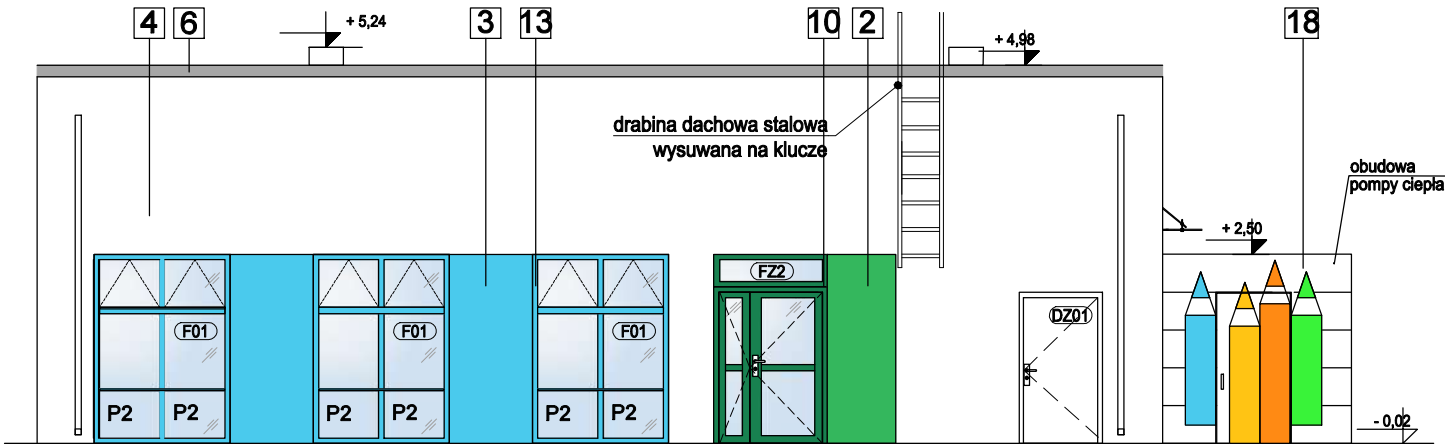 4 6 + 5,24 3 13 10 2 + 4,98 18
drabina dachowa stalowa
wysuwana na klucze
obudowa
pompy ciepła
+ 2,50
FZ2
F01 F01 F01 DZ01
P2 P2 P2 P2 P2 P2
- 0,02